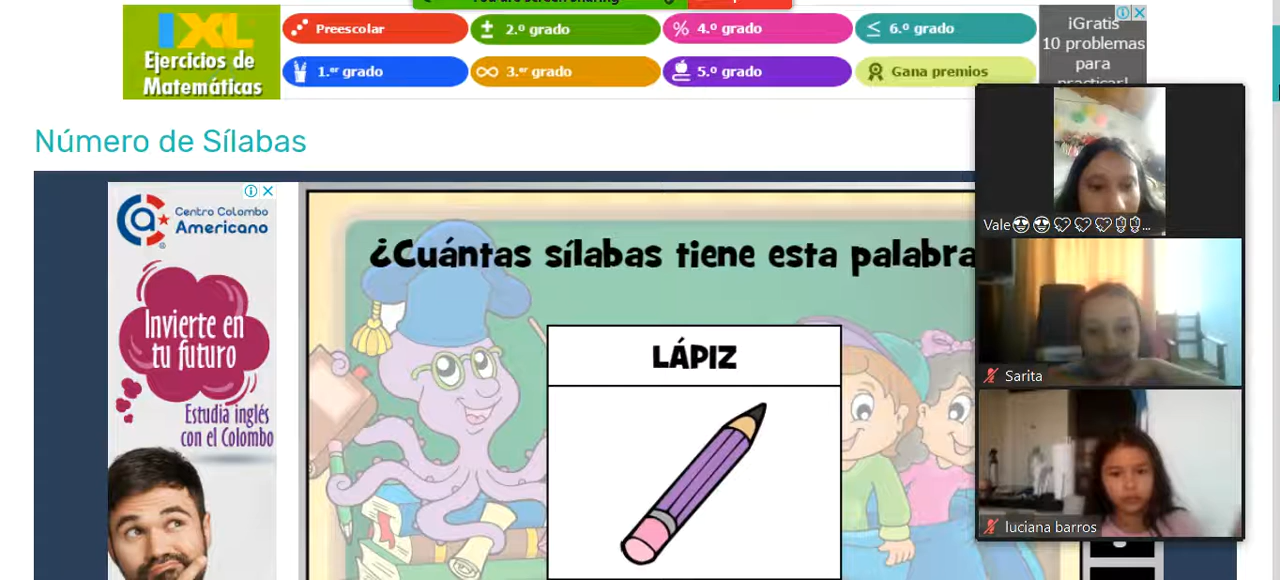 IXL
Ejercicios de
Matemáticas
Preescolar
2.º grado
4.º grado
6.º grado
1.er grado
3.er grado
5.º grado
Gana premios
¡Gratis
10 problemas
para
practicar!
Número de Sílabas
Centro Colombo
Americano
Invierte en
tu futuro
Estudia inglés
con el Colombo
¿Cuántas sílabas tiene esta palabra
LÁPIZ
Vale😍😍...
Sarita
luciana barros